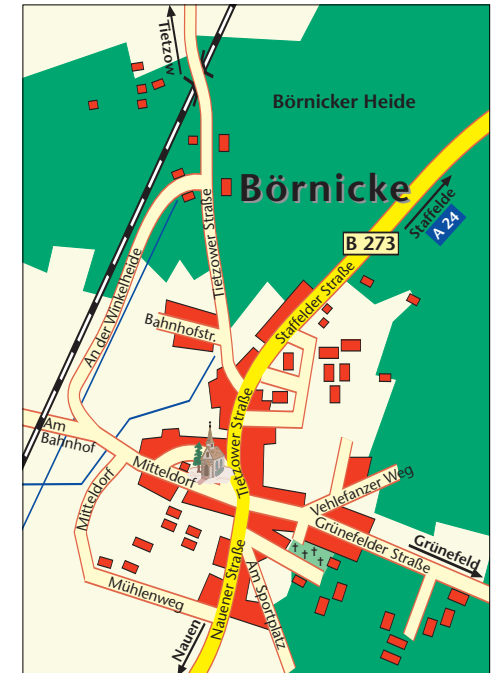 Tietzow
Börnicker Heide
Börnicke
Staffelde
A 24
B 273
Tietzower Straße
An der Winkelheide
Staffelder Straße
Bahnhofstr.
Tietzower Straße
Am
Bahnhof
Mitteldorf
Mitteldorf
Vehlefanzer Weg
Grünefelder Straße
Grünefeld
Mühlenweg
Nauener Straße
Am Sportplatz
Nauen